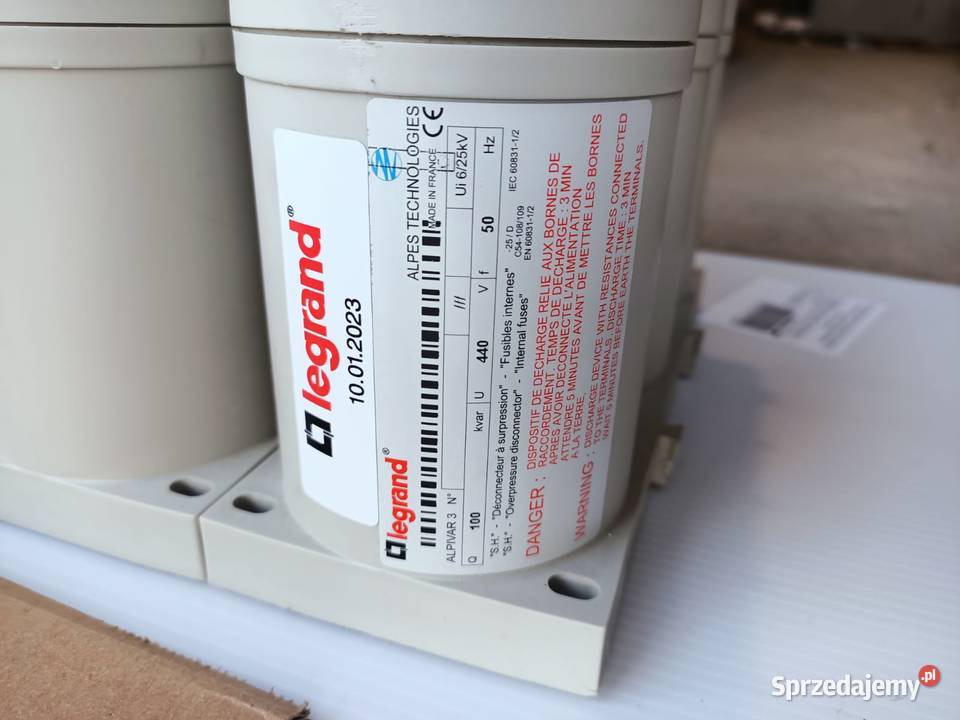 legrand®
10.01.2023
legrand®
ALPES TECHNOLOGIES
MADE IN FRANCE
CE
ALPIVAR 3 N° /// Ui 6/25kV
Q 100 kvar U 440 V f 50 Hz
"S.H." - "Déconnecteur à surpression" - "Fusibles internes"
"S.H." - "Overpressure disconnector" - "Internal fuses"
-25 / D
C54-108/109
EN 60831-1/2
IEC 60831-1/2
DANGER : DISPOSITIF DE DECHARGE RELIE AUX BORNES DE
RACCORDEMENT. TEMPS DE DECHARGE : 3 MIN
APRES AVOIR DECONNECTE L'ALIMENTATION
ATTENDRE 5 MINUTES AVANT DE METTRE LES BORNES
A LA TERRE.
WARNING : DISCHARGE DEVICE, WITH RESISTANCES CONNECTED
TO THE TERMINALS. DISCHARGE TIME : 3 MIN
WAIT 5 MINUTES BEFORE EARTH THE TERMINALS.
Sprzedajemy.pl